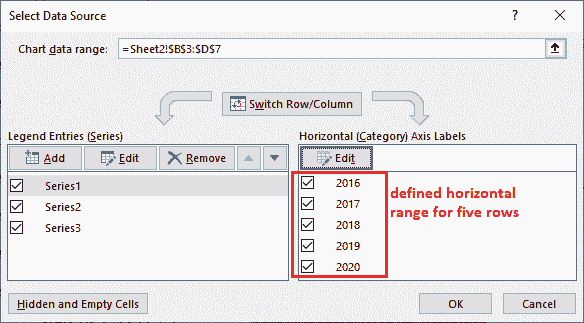 Select Data Source
? ×
Chart data range: =Sheet2!$B$3:$D$7
Switch Row/Column
Legend Entries (Series)
Add Edit Remove
Series1
Series2
Series3
Horizontal (Category) Axis Labels
Edit
2016
2017
2018
2019
2020
defined horizontal
range for five rows
Hidden and Empty Cells
OK Cancel